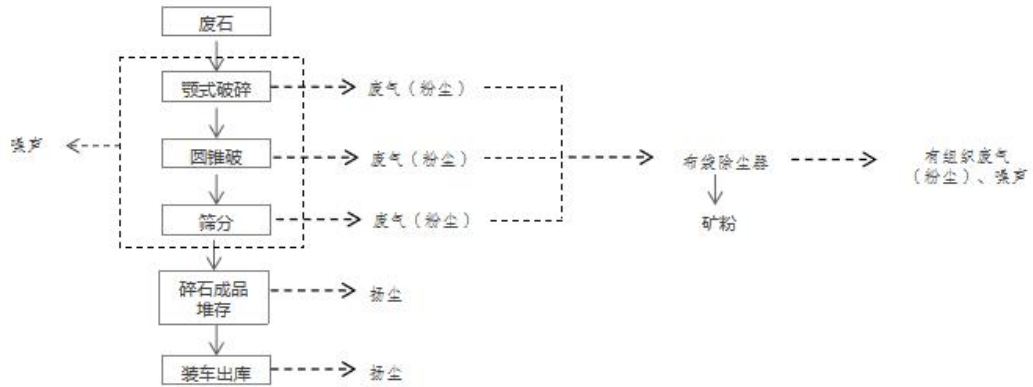 废石
颚式破碎
废气（粉尘）
噪声
圆锥破
废气（粉尘）
布袋除尘器
有组织废气
（粉尘）、噪声
筛分
废气（粉尘）
矿粉
碎石成品
堆存
扬尘
装车出库
扬尘